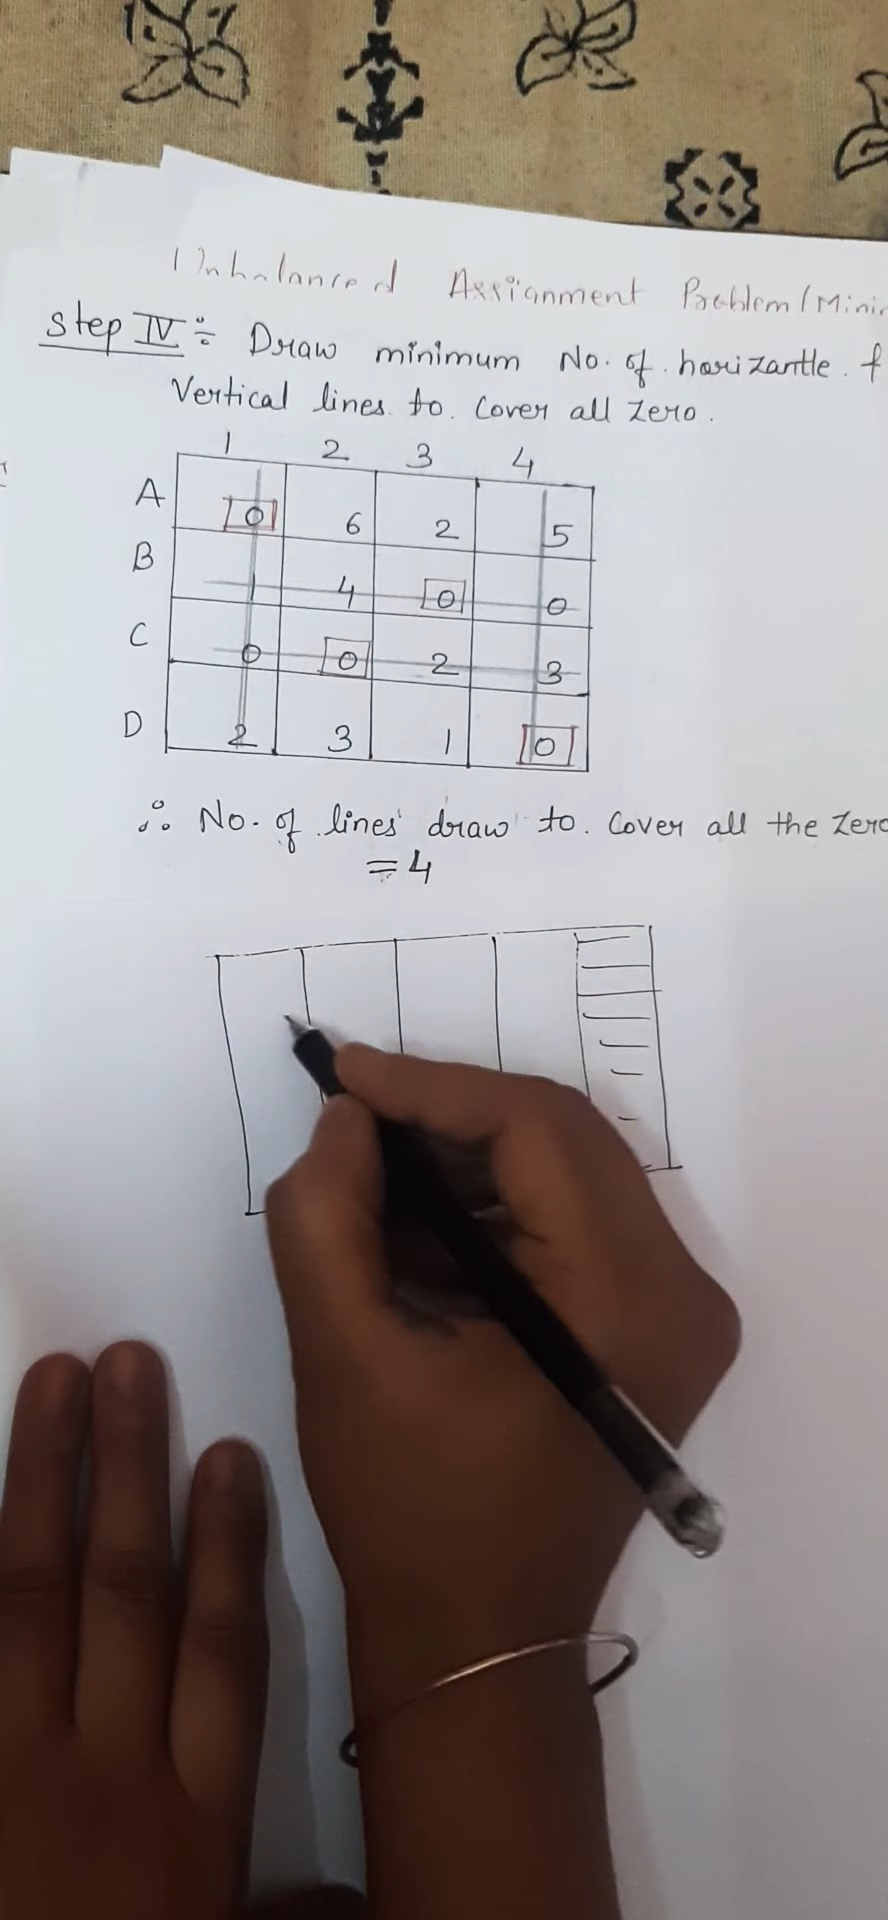 Unbalanced Assignment Problem (Minim
Step IV ÷ Draw minimum No. of. horizantle. f
Vertical lines. to. Cover all Zero.
1 2 3 4
A 0 6 2 5
B 1 4 0 0
C 0 0 2 3
D 2 3 1 0
∴ No. of lines draw to. Cover all the Zero
= 4